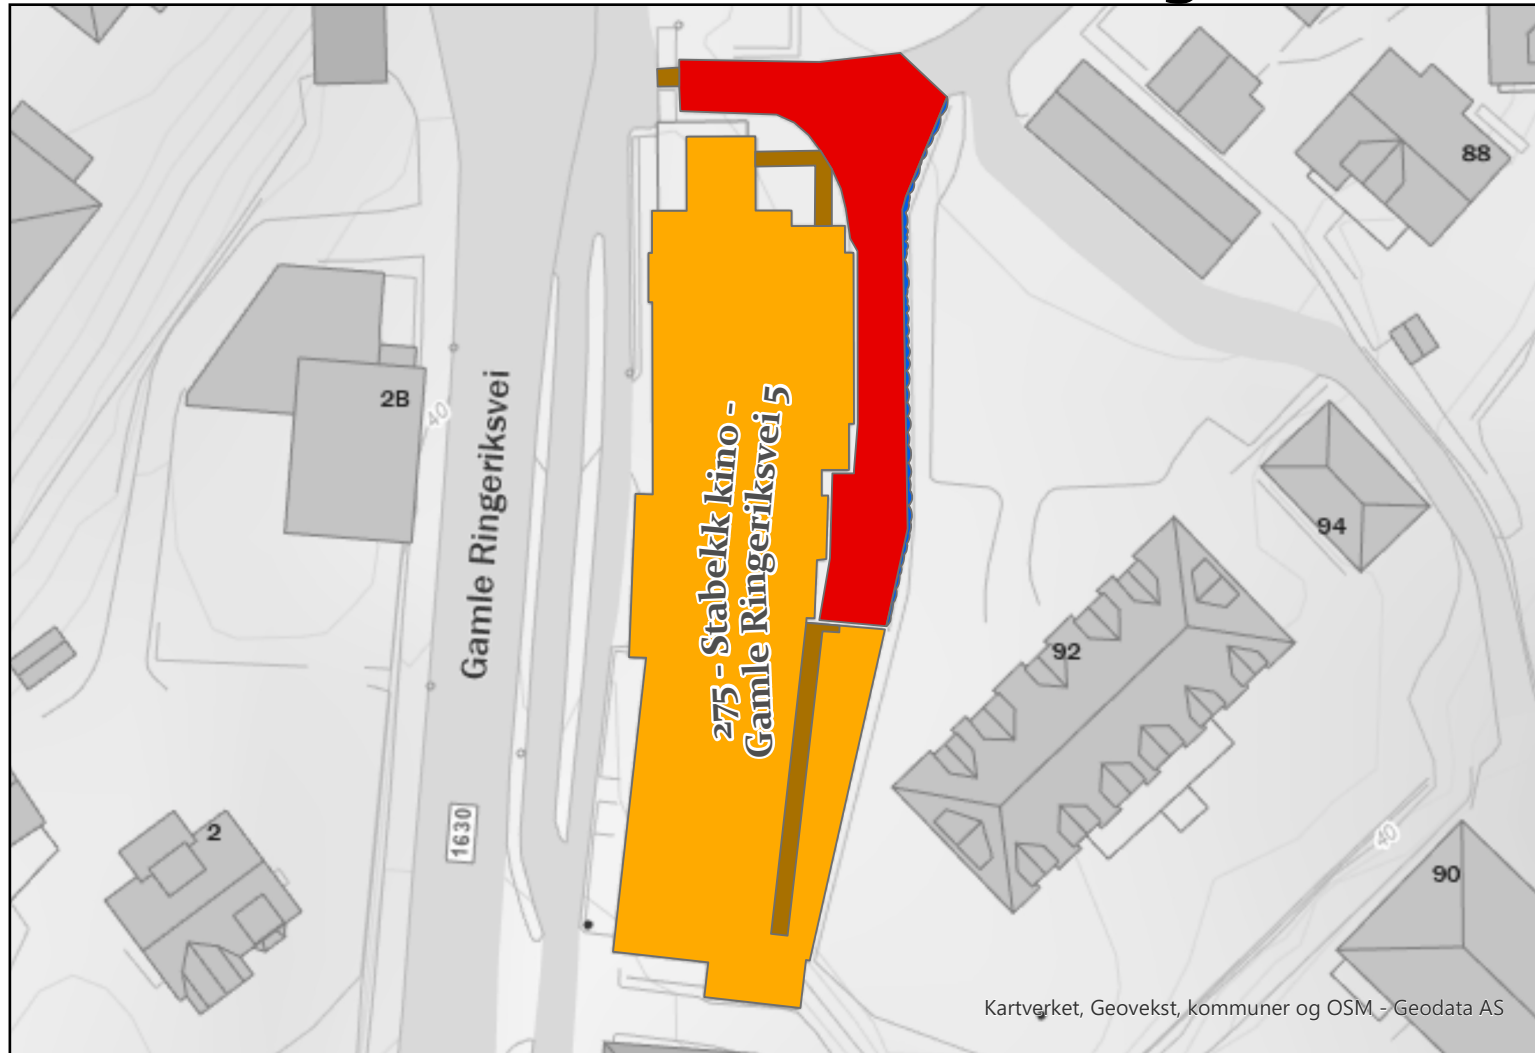 88
2B
40
Gamle Ringeriksvei
275 - Stabekk kino -
Gamle Ringeriksvei 5
94
92
2
1630
40
90
Kartverket, Geovekst, kommuner og OSM - Geodata AS